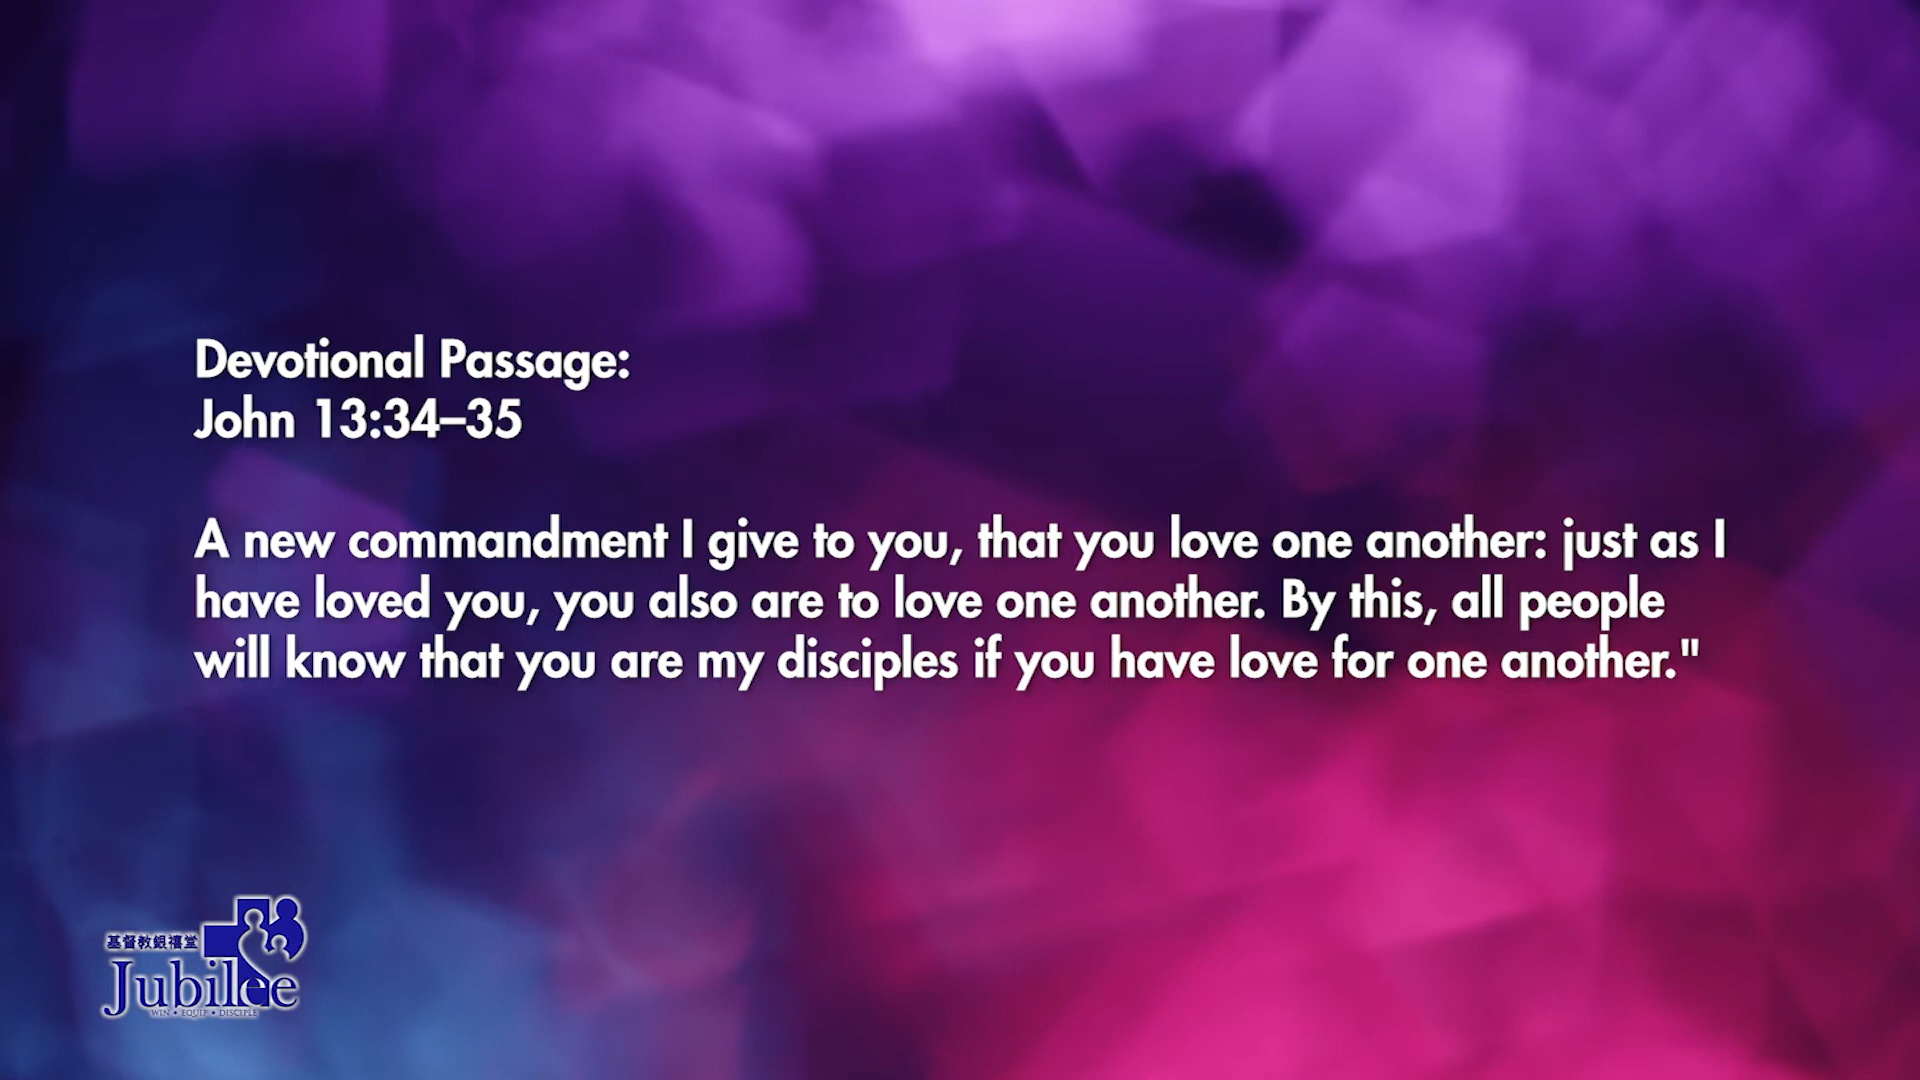 Devotional Passage:
John 13:34–35
A new commandment I give to you, that you love one another: just as I
have loved you, you also are to love one another. By this, all people
will know that you are my disciples if you have love for one another."
基督教銀禧堂
Jubilee
WIN • EQUIP • DISCIPLE